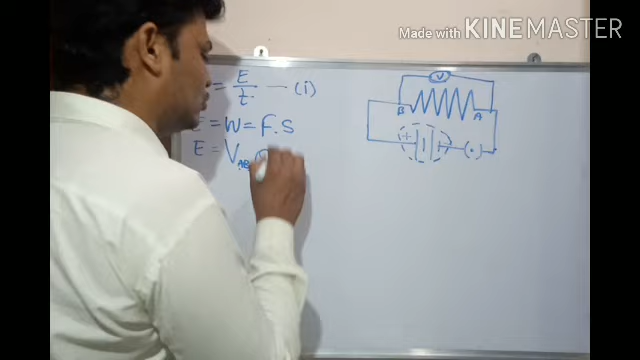 Made with KINEMASTER
= E/t — (i)
E = W = F.S
E = V_AB
V
B A
+